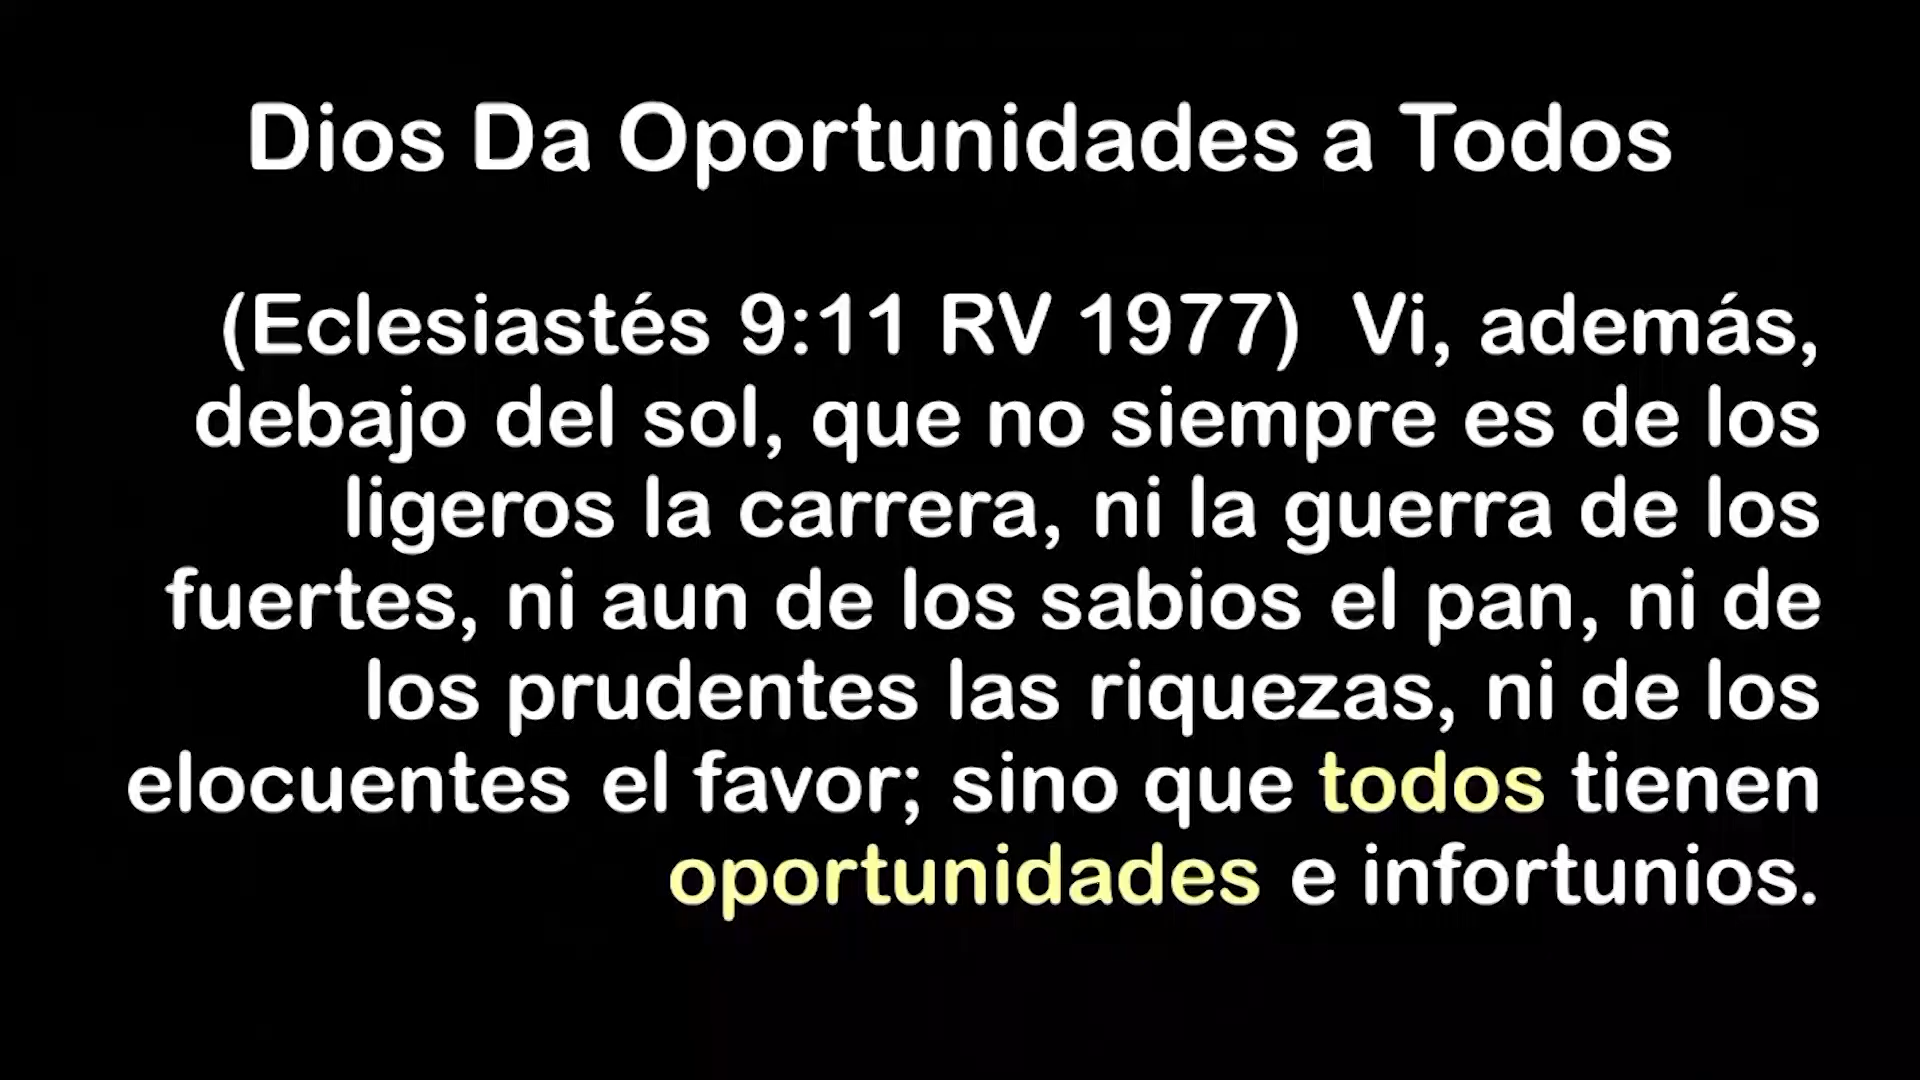 Dios Da Oportunidades a Todos
(Eclesiastés 9:11 RV 1977) Vi, además,
debajo del sol, que no siempre es de los
ligeros la carrera, ni la guerra de los
fuertes, ni aun de los sabios el pan, ni de
los prudentes las riquezas, ni de los
elocuentes el favor; sino que todos tienen
oportunidades e infortunios.